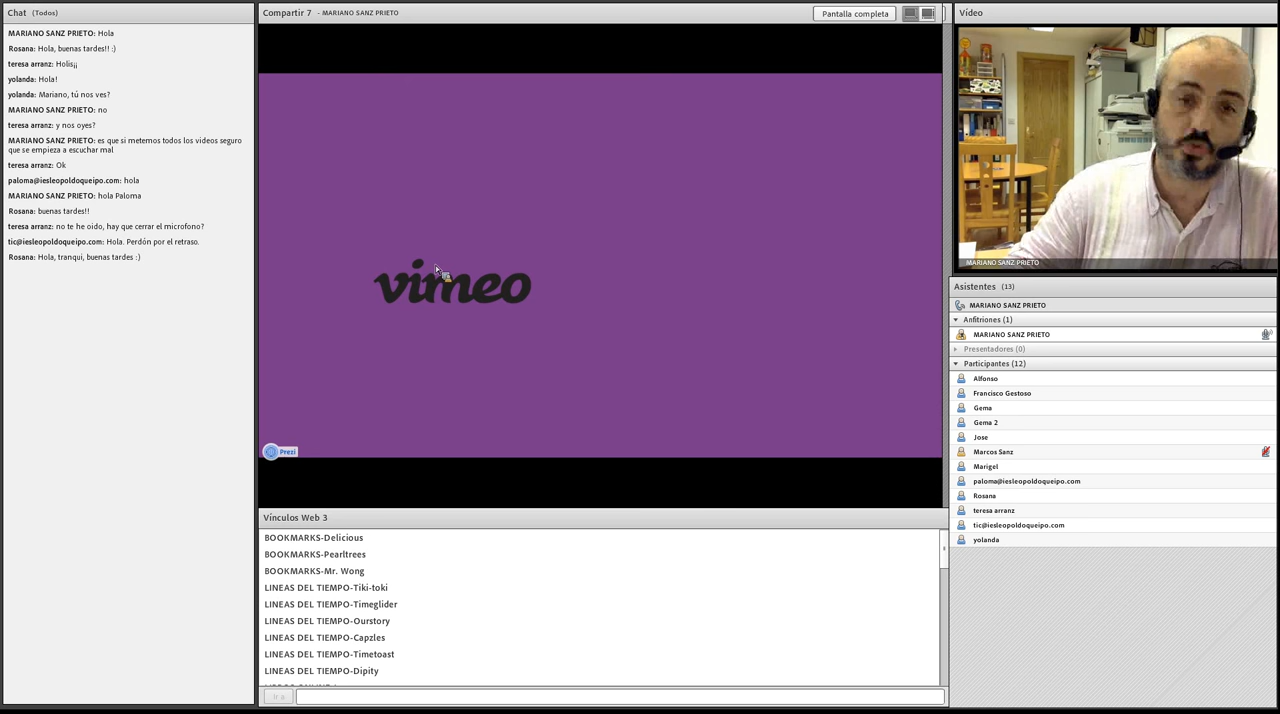 Chat (Todos)
MARIANO SANZ PRIETO: Hola
Rosana: Hola, buenas tardes!! :)
teresa arranz: Holis¡¡
yolanda: Hola!
yolanda: Mariano, tú nos ves?
MARIANO SANZ PRIETO: no
teresa arranz: y nos oyes?
MARIANO SANZ PRIETO: es que si metemos todos los videos seguro
que se empieza a escuchar mal
teresa arranz: Ok
paloma@iesleopoldoqueipo.com: hola
MARIANO SANZ PRIETO: hola Paloma
Rosana: buenas tardes!!
teresa arranz: no te he oido, hay que cerrar el microfono?
tic@iesleopoldoqueipo.com: Hola. Perdón por el retraso.
Rosana: Hola, tranqui, buenas tardes :)
Compartir 7 - MARIANO SANZ PRIETO
Pantalla completa
vimeo
Prezi
Vínculos Web 3
BOOKMARKS-Delicious
BOOKMARKS-Pearltrees
BOOKMARKS-Mr. Wong
LINEAS DEL TIEMPO-Tiki-toki
LINEAS DEL TIEMPO-Timeglider
LINEAS DEL TIEMPO-Ourstory
LINEAS DEL TIEMPO-Capzles
LINEAS DEL TIEMPO-Timetoast
LINEAS DEL TIEMPO-Dipity
Ir a
Vídeo
MARIANO SANZ PRIETO
Asistentes (13)
MARIANO SANZ PRIETO
Anfitriones (1)
MARIANO SANZ PRIETO
Presentadores (0)
Participantes (12)
Alfonso
Francisco Gestoso
Gema
Gema 2
Jose
Marcos Sanz
Marigel
paloma@iesleopoldoqueipo.com
Rosana
teresa arranz
tic@iesleopoldoqueipo.com
yolanda